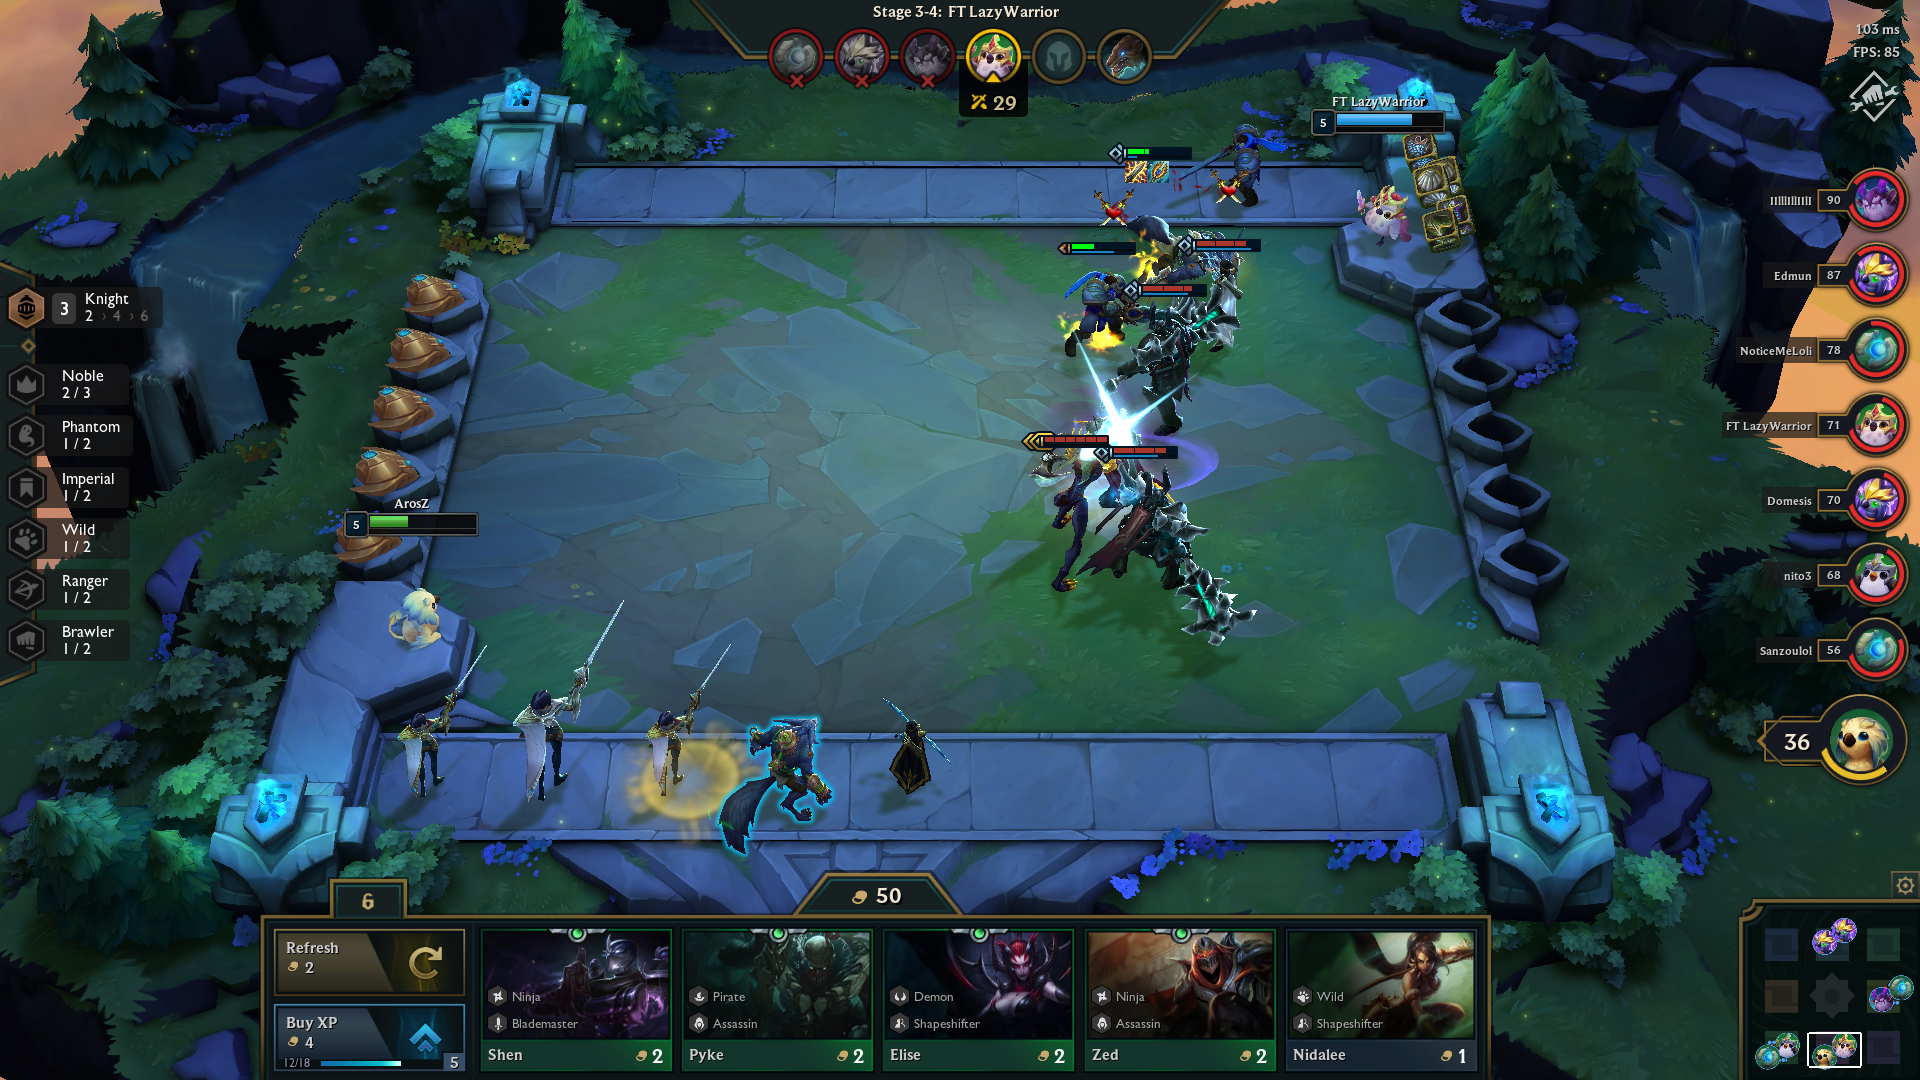 Stage 3-4: FT LazyWarrior
103 ms
FPS: 85
29
FT LazyWarrior
5
90
Edmun 87
NoticeMeLoli 78
FT LazyWarrior 71
Domesis 70
nito3 68
Sanzoulol 56
36
3
Knight
2 › 4 › 6
Noble
2 / 3
Phantom
1 / 2
Imperial
1 / 2
Wild
1 / 2
Ranger
1 / 2
Brawler
1 / 2
ArosZ
5
6
50
Refresh
2
Buy XP
4
12/18
5
Ninja
Blademaster
Shen 2
Pirate
Assassin
Pyke 2
Demon
Shapeshifter
Elise 2
Ninja
Assassin
Zed 2
Wild
Shapeshifter
Nidalee 1